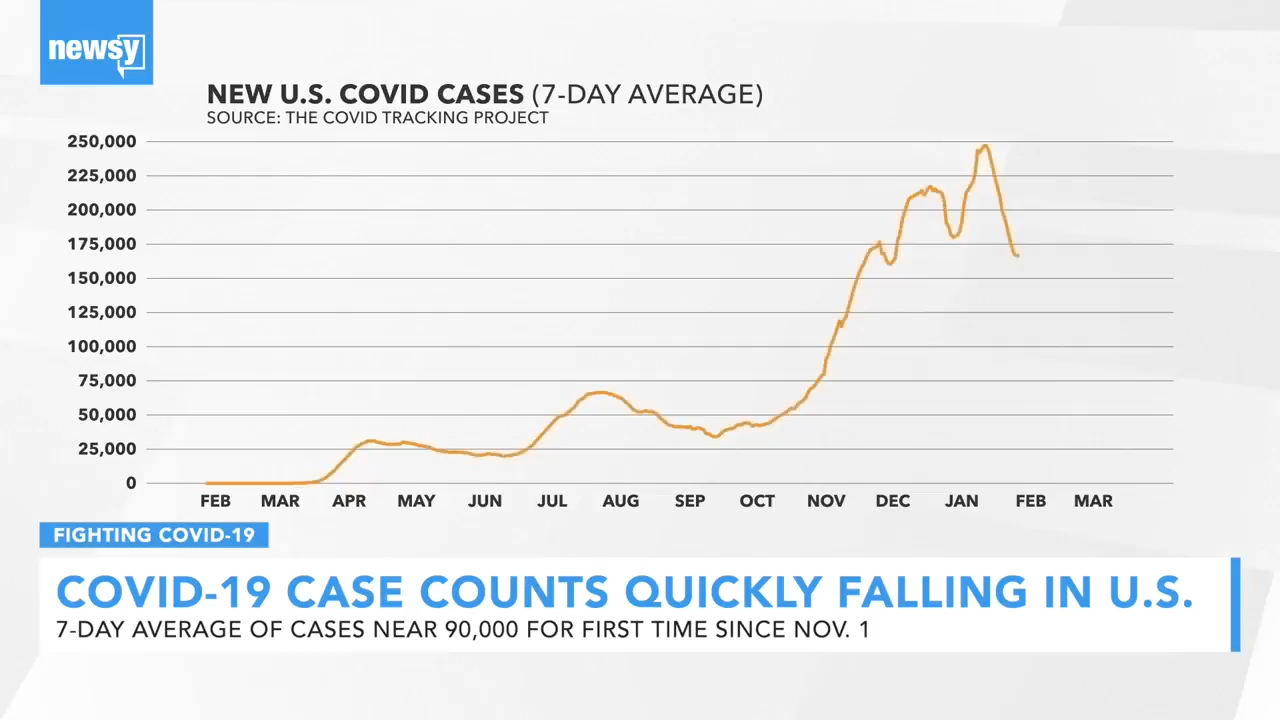 newsy
NEW U.S. COVID CASES (7-DAY AVERAGE)
SOURCE: THE COVID TRACKING PROJECT
250,000
225,000
200,000
175,000
150,000
125,000
100,000
75,000
50,000
25,000
0
FEB MAR APR MAY JUN JUL AUG SEP OCT NOV DEC JAN FEB MAR
FIGHTING COVID-19
COVID-19 CASE COUNTS QUICKLY FALLING IN U.S.
7-DAY AVERAGE OF CASES NEAR 90,000 FOR FIRST TIME SINCE NOV. 1